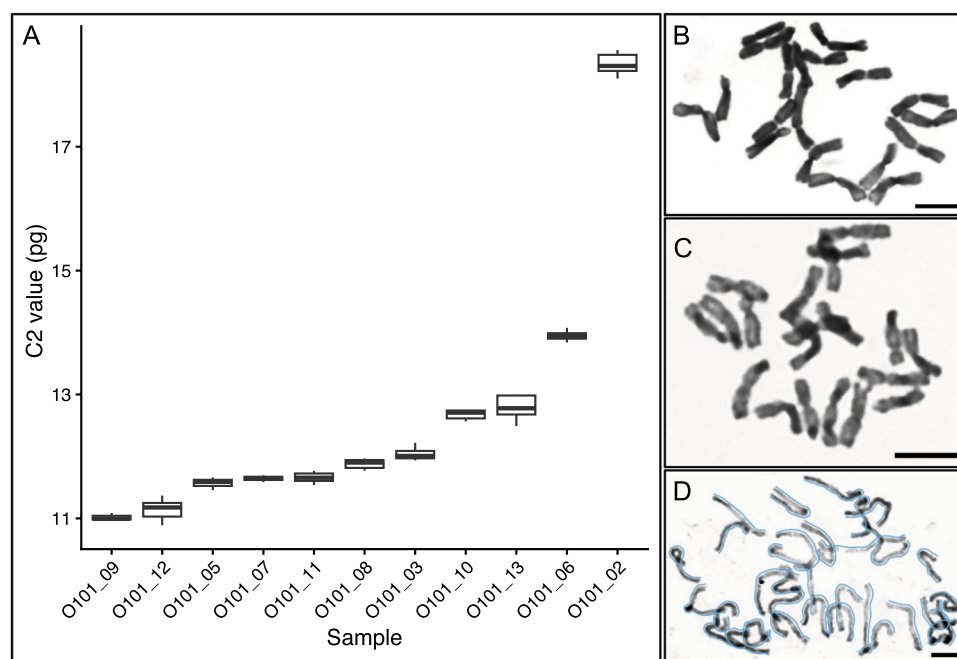 A
B
C
D
C2 value (pg)
17
15
13
11
O101_09
O101_12
O101_05
O101_07
O101_11
O101_08
O101_03
O101_10
O101_13
O101_06
O101_02
Sample